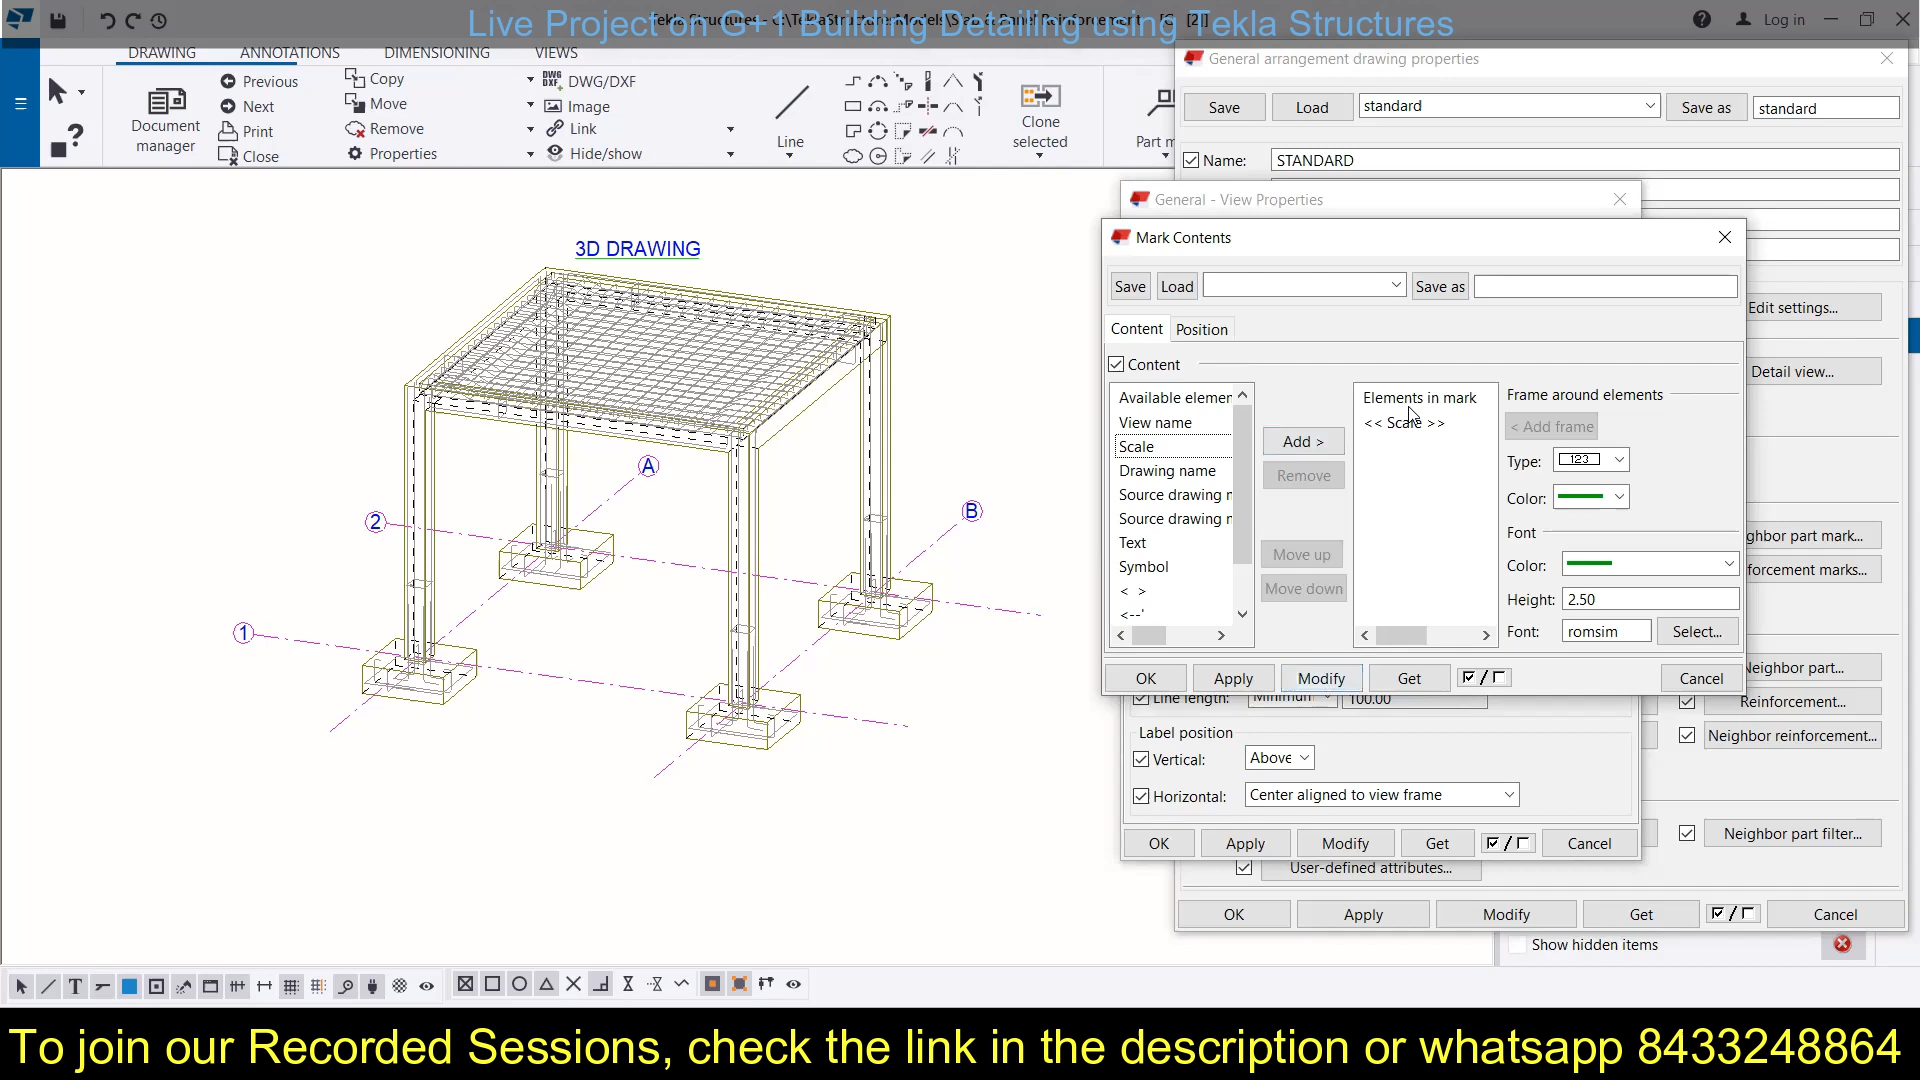 Live Project on G+1 Building Detailing using Tekla Structures
Log in
DRAWING ANNOTATIONS DIMENSIONING VIEWS
General arrangement drawing properties
Document manager
Previous
Next
Print
Close
Copy
Move
Remove
Properties
DWG/DXF
Image
Link
Hide/show
Line
Clone selected
Part m
Save Load standard Save as standard
Name: STANDARD
General - View Properties
Mark Contents
Save Load Save as
Edit settings...
Content Position
Content
Detail view...
Available elemen
View name
Scale
Drawing name
Source drawing r
Source drawing r
Text
Symbol
< >
<--'
Add >
Remove
Move up
Move down
Elements in mark
<< Scale >>
Frame around elements
< Add frame
Type: 123
Color:
Font
Color:
Height: 2.50
Font: romsim Select...
ghbor part mark...
forcement marks...
OK Apply Modify Get Cancel
Neighbor part...
Line length: Minimun 100.00
Reinforcement...
Label position
Neighbor reinforcement...
Vertical: Above
Horizontal: Center aligned to view frame
OK Apply Modify Get Cancel
Neighbor part filter...
User-defined attributes...
OK Apply Modify Get Cancel
Show hidden items
3D DRAWING
A
2
B
1
To join our Recorded Sessions, check the link in the description or whatsapp 8433248864